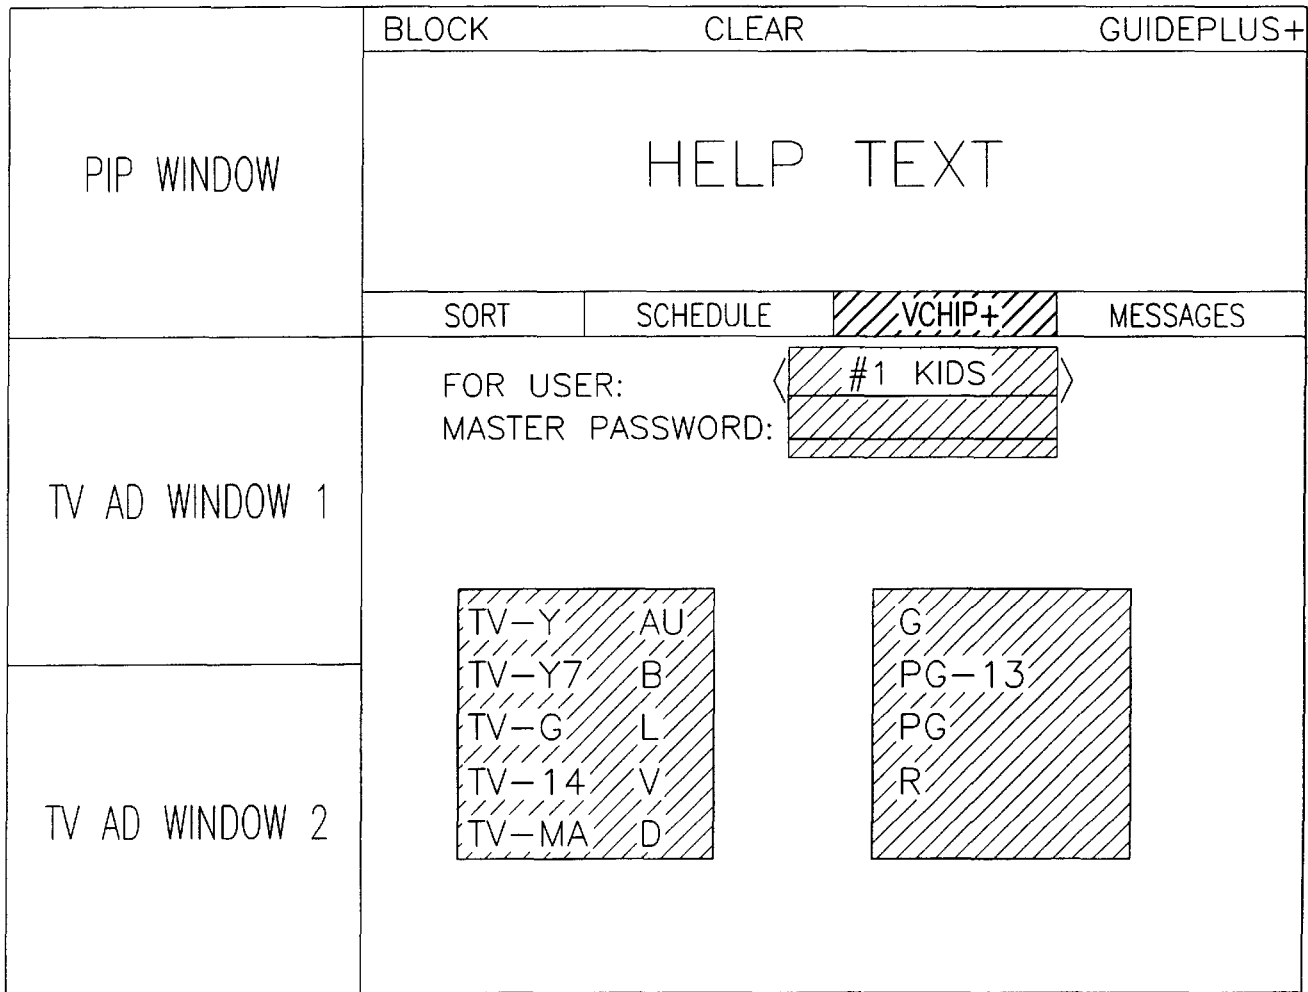 BLOCK CLEAR GUIDEPLUS+
PIP WINDOW
HELP TEXT
SORT SCHEDULE VCHIP+ MESSAGES
FOR USER: #1 KIDS
MASTER PASSWORD:
TV AD WINDOW 1
TV-Y AU
TV-Y7 B
TV-G L
TV-14 V
TV-MA D
G
PG-13
PG
R
TV AD WINDOW 2